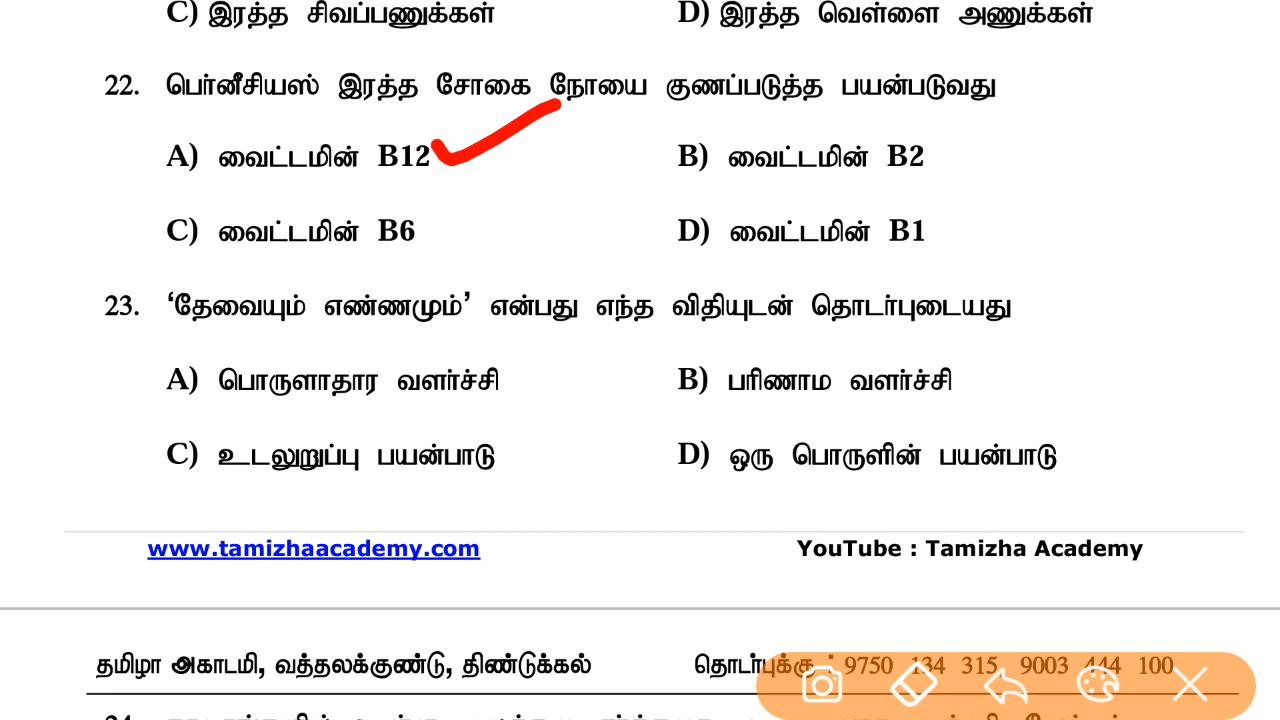 C) இரத்த சிவப்பணுக்கள் D) இரத்த வெள்ளை அணுக்கள்
22. பெர்னீசியஸ் இரத்த சோகை நோயை குணப்படுத்த பயன்படுவது
A) வைட்டமின் B12 B) வைட்டமின் B2
C) வைட்டமின் B6 D) வைட்டமின் B1
23. ‘தேவையும் எண்ணமும்’ என்பது எந்த விதியுடன் தொடர்புடையது
A) பொருளாதார வளர்ச்சி B) பரிணாம வளர்ச்சி
C) உடலுறுப்பு பயன்பாடு D) ஒரு பொருளின் பயன்பாடு
www.tamizhaacademy.com YouTube : Tamizha Academy
தமிழா அகாடமி, வத்தலக்குண்டு, திண்டுக்கல் தொடர்புக்கு : 9750 134 315, 9003 444 100